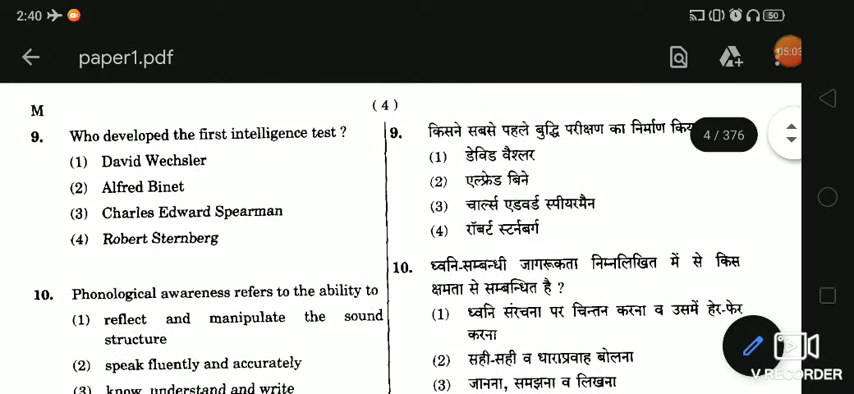 2:40
50
paper1.pdf
05:03
M
(4)
4 / 376
9. Who developed the first intelligence test ?
(1) David Wechsler
(2) Alfred Binet
(3) Charles Edward Spearman
(4) Robert Sternberg
10. Phonological awareness refers to the ability to
(1) reflect and manipulate the sound
structure
(2) speak fluently and accurately
(3) know, understand and write
9. किसने सबसे पहले बुद्धि परीक्षण का निर्माण
(1) डेविड वैश्लर
(2) एल्फ्रेड बिने
(3) चार्ल्स एडवर्ड स्पीयरमैन
(4) रॉबर्ट स्टर्नबर्ग
10. ध्वनि-सम्बन्धी जागरूकता निम्नलिखित में से किस
क्षमता से सम्बन्धित है ?
(1) ध्वनि संरचना पर चिन्तन करना व उसमें हेर-फेर
करना
(2) सही-सही व धाराप्रवाह बोलना
(3) जानना, समझना व लिखना
V RECORDER